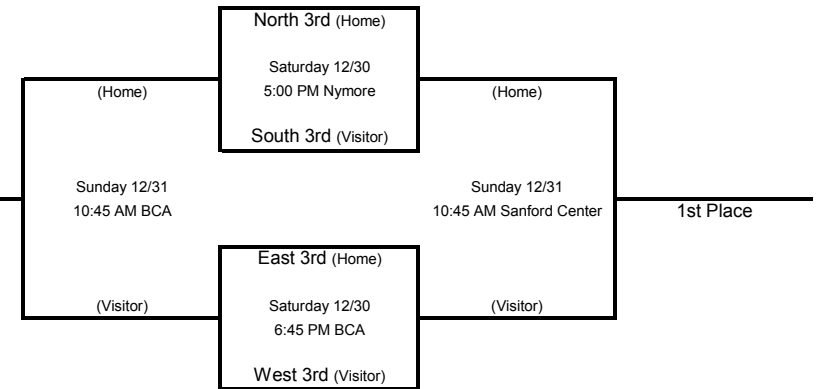 North 3rd (Home)
Saturday 12/30
5:00 PM Nymore
(Home)
(Home)
South 3rd (Visitor)
Sunday 12/31
10:45 AM BCA
Sunday 12/31
10:45 AM Sanford Center
1st Place
East 3rd (Home)
(Visitor)
Saturday 12/30
6:45 PM BCA
(Visitor)
West 3rd (Visitor)